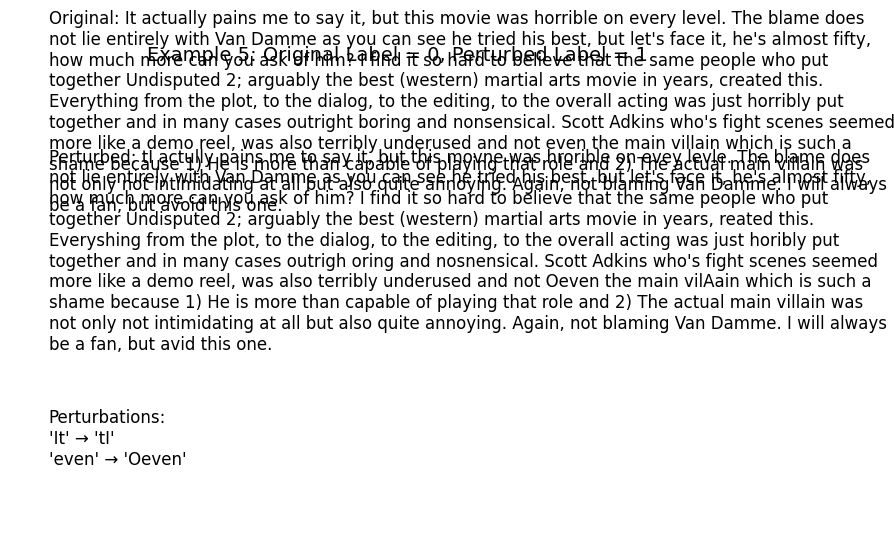 Example 5: Original Label = 0, Perturbed Label = 1
Original: It actually pains me to say it, but this movie was horrible on every level. The blame does
not lie entirely with Van Damme as you can see he tried his best, but let's face it, he's almost fifty,
how much more can you ask of him? I find it so hard to believe that the same people who put
together Undisputed 2; arguably the best (western) martial arts movie in years, created this.
Everything from the plot, to the dialog, to the editing, to the overall acting was just horribly put
together and in many cases outright boring and nonsensical. Scott Adkins who's fight scenes seemed
more like a demo reel, was also terribly underused and not even the main villain which is such a
shame because 1) He is more than capable of playing that role and 2) The actual main villain was
not only not intimidating at all but also quite annoying. Again, not blaming Van Damme. I will always
be a fan, but avoid this one.
Perturbed: tI actully pains me to say it, but this movne was hrorible on evey levle. The blame does
not lie entirely with Van Damme as you can see he tried his best, but let's face it, he's almost fifty,
how much more can you ask of him? I find it so hard to believe that the same people who put
together Undisputed 2; arguably the best (western) martial arts movie in years, reated this.
Everyshing from the plot, to the dialog, to the editing, to the overall acting was just horibly put
together and in many cases outrigh oring and nosnensical. Scott Adkins who's fight scenes seemed
more like a demo reel, was also terribly underused and not Oeven the main vilAain which is such a
shame because 1) He is more than capable of playing that role and 2) The actual main villain was
not only not intimidating at all but also quite annoying. Again, not blaming Van Damme. I will always
be a fan, but avid this one.
Perturbations:
'It' → 'tI'
'even' → 'Oeven'